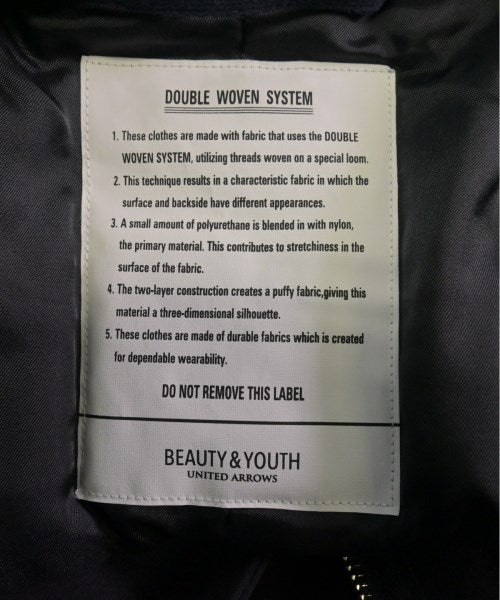 DOUBLE WOVEN SYSTEM
1. These clothes are made with fabric that uses the DOUBLE
WOVEN SYSTEM, utilizing threads woven on a special loom.
2. This technique results in a characteristic fabric in which the
surface and backside have different appearances.
3. A small amount of polyurethane is blended in with nylon,
the primary material. This contributes to stretchiness in the
surface of the fabric.
4. The two-layer construction creates a puffy fabric,giving this
material a three-dimensional silhouette.
5. These clothes are made of durable fabrics which is created
for dependable wearability.
DO NOT REMOVE THIS LABEL
BEAUTY&YOUTH
UNITED ARROWS